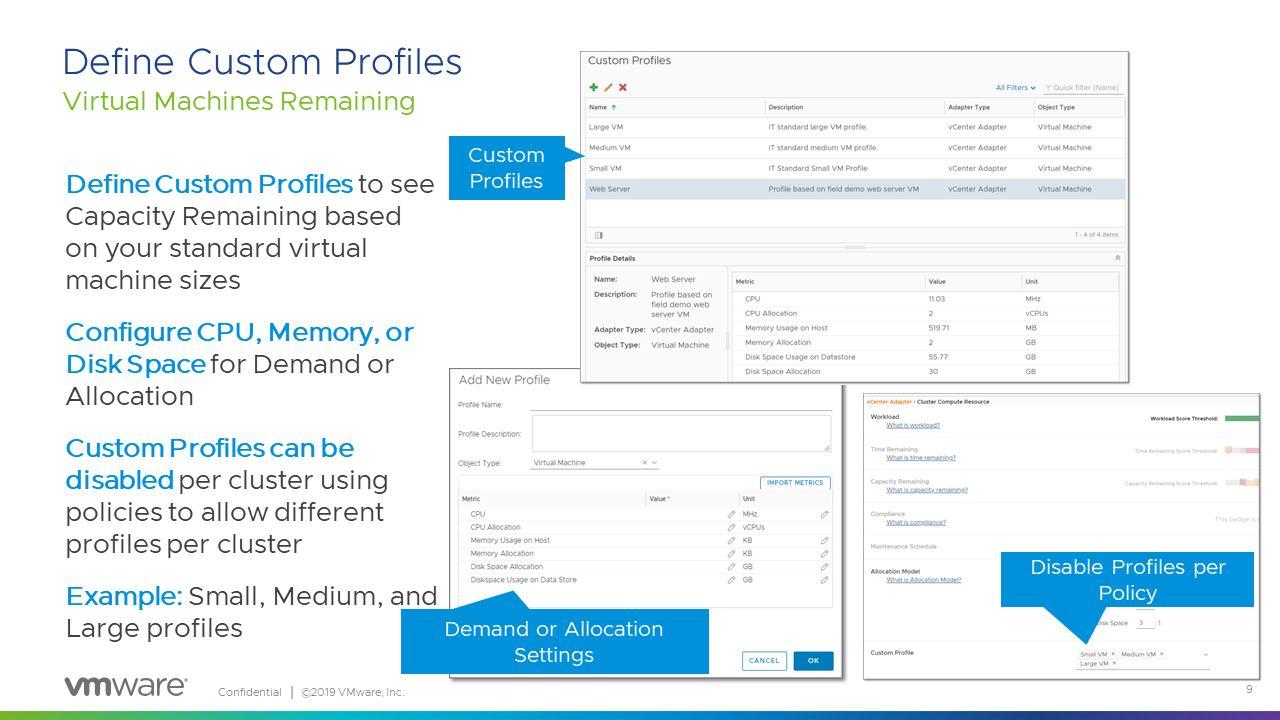 Define Custom Profiles
Virtual Machines Remaining
Define Custom Profiles to see
Capacity Remaining based
on your standard virtual
machine sizes
Configure CPU, Memory, or
Disk Space for Demand or
Allocation
Custom Profiles can be
disabled per cluster using
policies to allow different
profiles per cluster
Example: Small, Medium, and
Large profiles
Custom
Profiles
Custom Profiles
All Filters Quick filter (Name)
Name Description Adapter Type Object Type
Large VM IT standard large VM profile. vCenter Adapter Virtual Machine
Medium VM IT standard medium VM profile. vCenter Adapter Virtual Machine
Small VM IT Standard Small VM Profile vCenter Adapter Virtual Machine
Web Server Profile based on field demo web server VM vCenter Adapter Virtual Machine
1 - 4 of 4 items
Profile Details
Name: Web Server
Description: Profile based on
field demo web
server VM
Adapter Type: vCenter Adapter
Object Type: Virtual Machine
Metric Value Unit
CPU 11.03 MHz
CPU Allocation 2 vCPUs
Memory Usage on Host 519.71 MB
Memory Allocation 2 GB
Disk Space Usage on Datastore 55.77 GB
Disk Space Allocation 30 GB
Add New Profile
Profile Name:
Profile Description:
Object Type: Virtual Machine
IMPORT METRICS
Metric Value * Unit
CPU MHz
CPU Allocation vCPUs
Memory Usage on Host KB
Memory Allocation KB
Disk Space Allocation GB
Diskspace Usage on Data Store GB
Demand or Allocation
Settings
CANCEL OK
vCenter Adapter - Cluster Compute Resource
Workload Workload Score Threshold:
What is workload?
Time Remaining Time Remaining Score Threshold:
What is time remaining?
Capacity Remaining Capacity Remaining Score Threshold:
What is capacity remaining?
Compliance This badge is
What is compliance?
Maintenance Schedule
Allocation Model
What is Allocation Model?
Disable Profiles per
Policy
Disk Space 3 :1
Custom Profile Small VM × Medium VM ×
Large VM ×
vmware®
Confidential | ©2019 VMware, Inc.
9